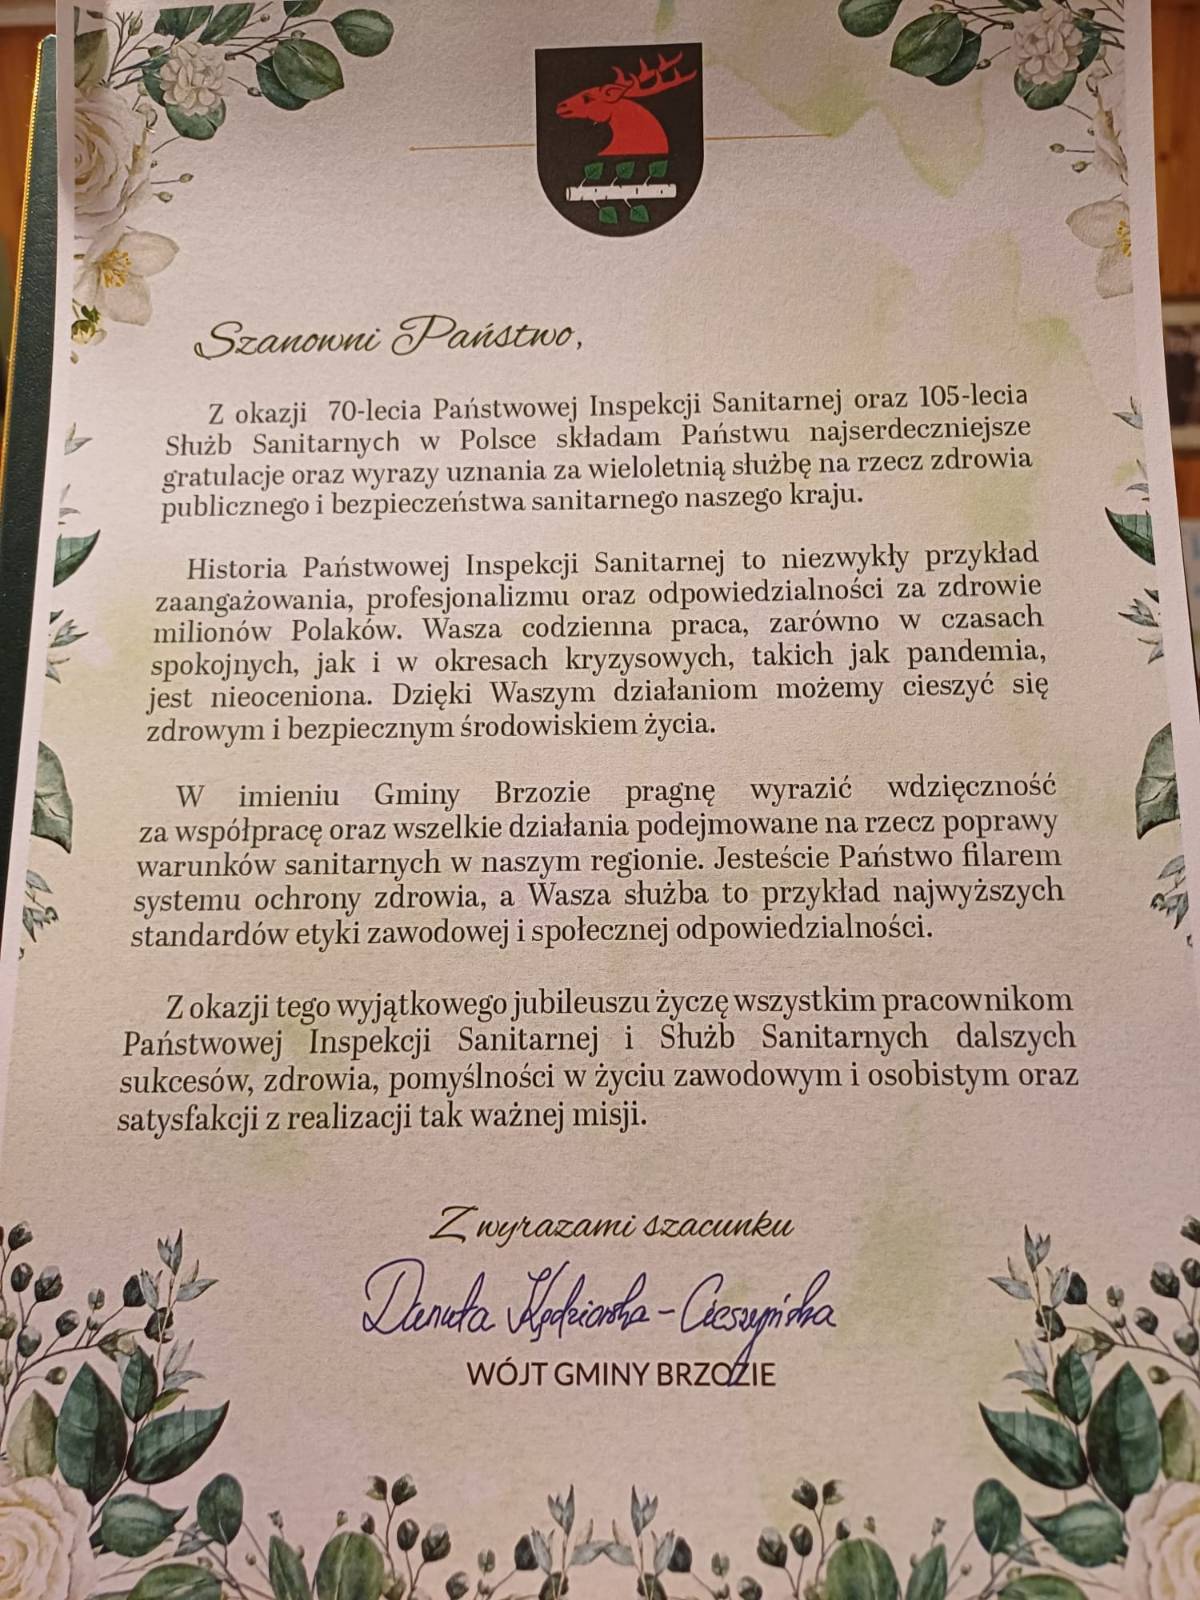 Szanowni Państwo,
Z okazji 70-lecia Państwowej Inspekcji Sanitarnej oraz 105-lecia
Służb Sanitarnych w Polsce składam Państwu najserdeczniejsze
gratulacje oraz wyrazy uznania za wieloletnią służbę na rzecz zdrowia
publicznego i bezpieczeństwa sanitarnego naszego kraju.
Historia Państwowej Inspekcji Sanitarnej to niezwykły przykład
zaangażowania, profesjonalizmu oraz odpowiedzialności za zdrowie
milionów Polaków. Wasza codzienna praca, zarówno w czasach
spokojnych, jak i w okresach kryzysowych, takich jak pandemia,
jest nieoceniona. Dzięki Waszym działaniom możemy cieszyć się
zdrowym i bezpiecznym środowiskiem życia.
W imieniu Gminy Brzozie pragnę wyrazić wdzięczność
za współpracę oraz wszelkie działania podejmowane na rzecz poprawy
warunków sanitarnych w naszym regionie. Jesteście Państwo filarem
systemu ochrony zdrowia, a Wasza służba to przykład najwyższych
standardów etyki zawodowej i społecznej odpowiedzialności.
Z okazji tego wyjątkowego jubileuszu życzę wszystkim pracownikom
Państwowej Inspekcji Sanitarnej i Służb Sanitarnych dalszych
sukcesów, zdrowia, pomyślności w życiu zawodowym i osobistym oraz
satysfakcji z realizacji tak ważnej misji.
Z wyrazami szacunku
Danuta Kędziorska-Cieszyńska
WÓJT GMINY BRZOZIE